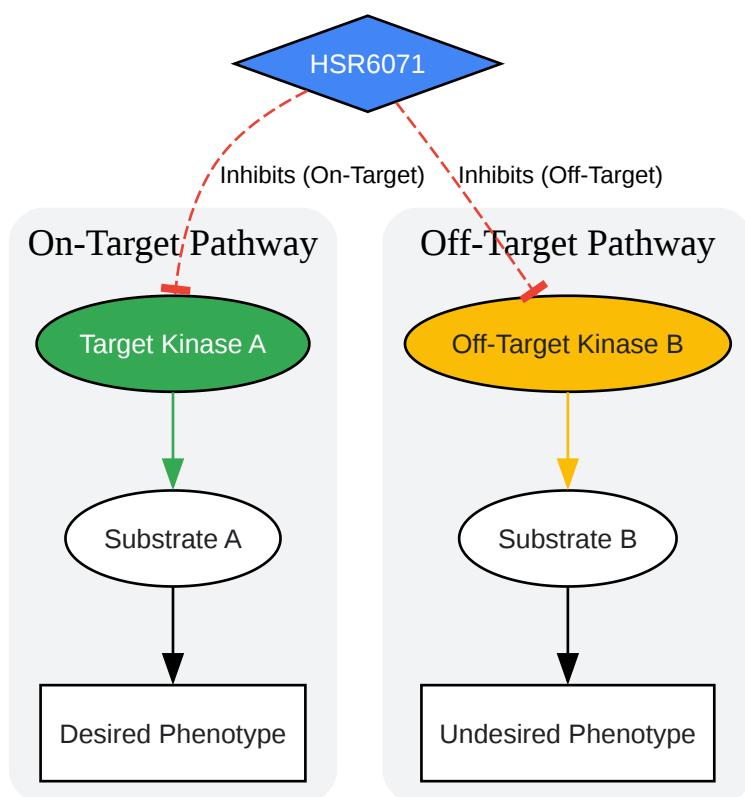 HSR6071
Inhibits (On-Target)
Inhibits (Off-Target)
On-Target Pathway
Off-Target Pathway
Target Kinase A
Off-Target Kinase B
Substrate A
Substrate B
Desired Phenotype
Undesired Phenotype